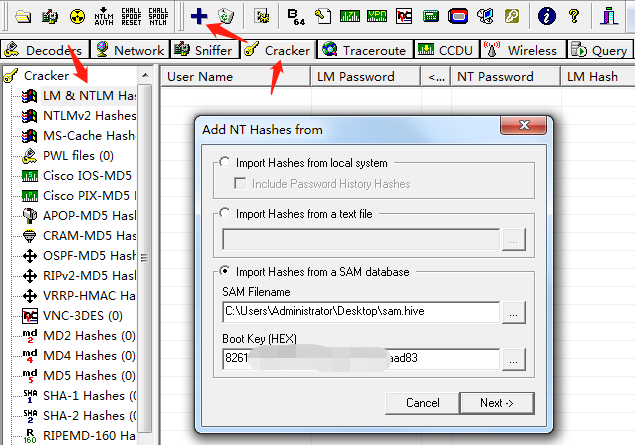 NTLM AUTH
CHALL SPOOF RESET
CHALL SPOOF NTLM
B 64
Decoders
Network
Sniffer
Cracker
Traceroute
CCDU
Wireless
Query
Cracker
LM & NTLM Has
NTLMv2 Hashes
MS-Cache Hashe
PWL files (0)
Cisco IOS-MD5
Cisco PIX-MD5
APOP-MD5 Hash
CRAM-MD5 Hash
OSPF-MD5 Hash
RIPv2-MD5 Hash
VRRP-HMAC Ha
VNC-3DES (0)
MD2 Hashes (0)
MD4 Hashes (0)
MD5 Hashes (0)
SHA-1 Hashes (0
SHA-2 Hashes (0
RIPEMD-160 Ha
User Name
LM Password
<...
NT Password
LM Hash
Add NT Hashes from
Import Hashes from local system
Include Password History Hashes
Import Hashes from a text file
...
Import Hashes from a SAM database
SAM Filename
C:\Users\Administrator\Desktop\sam.hive
...
Boot Key (HEX)
8261
aad83
...
Cancel
Next ->